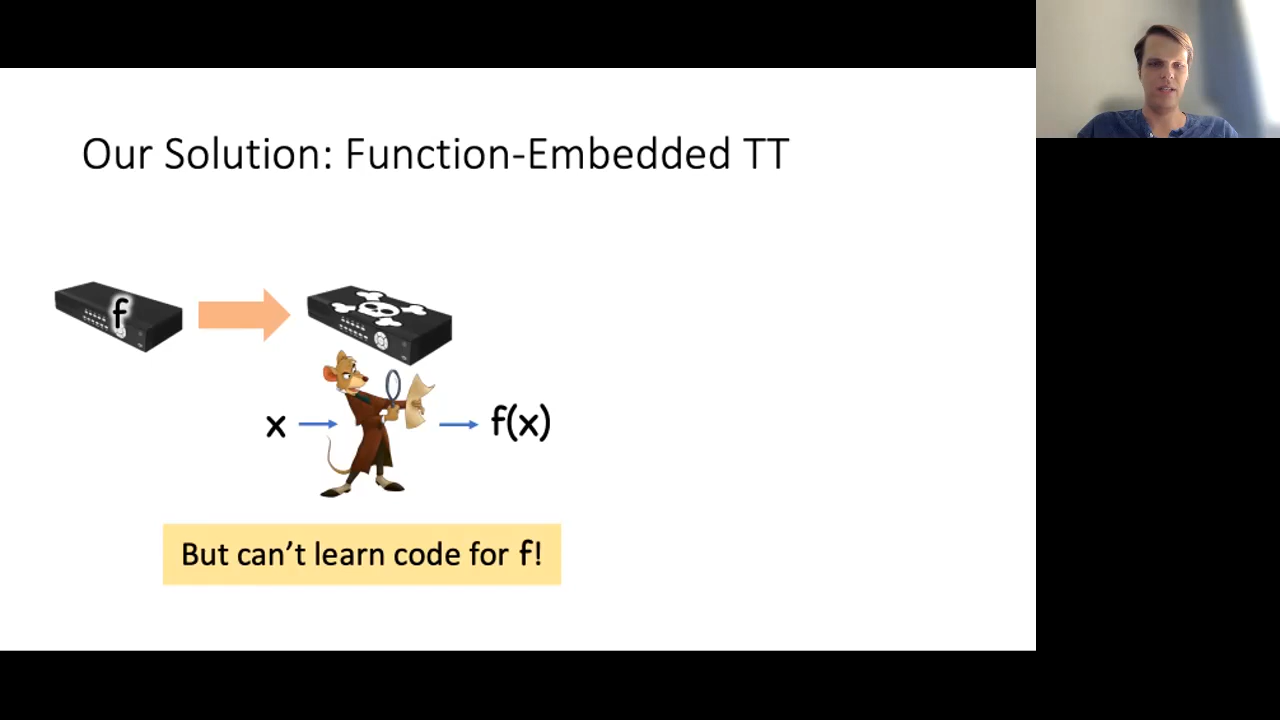 Our Solution: Function-Embedded TT
f
x
f(x)
But can't learn code for f!